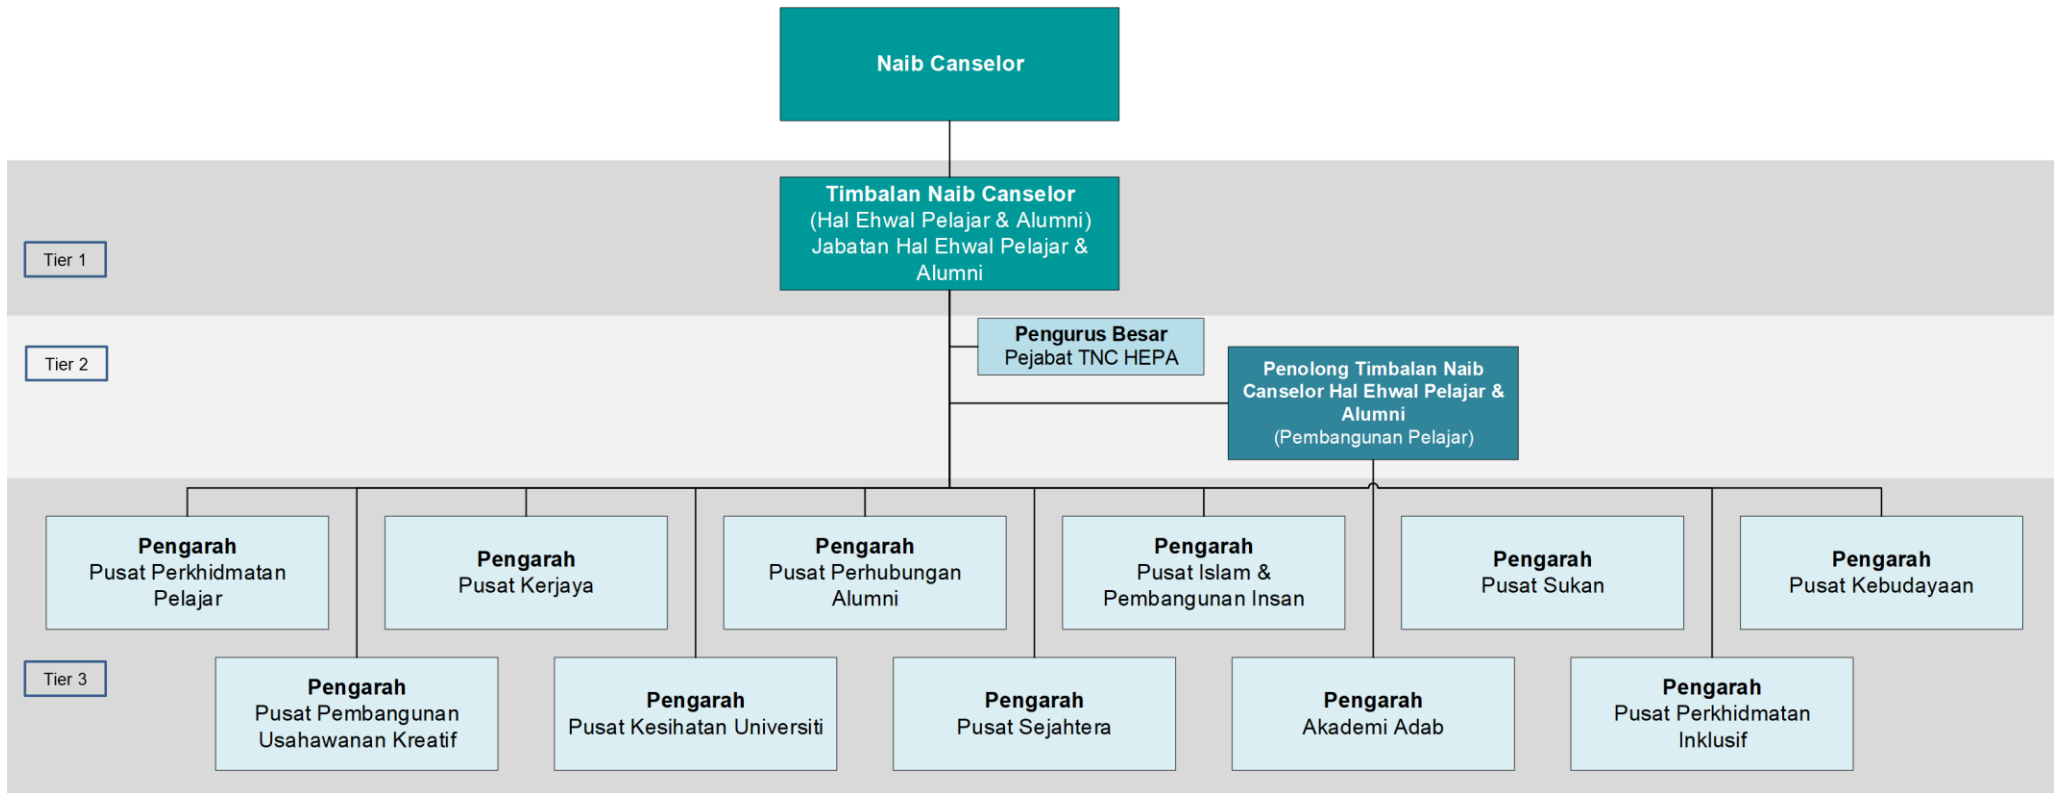 Naib Canselor
Timbalan Naib Canselor
(Hal Ehwal Pelajar & Alumni)
Jabatan Hal Ehwal Pelajar &
Alumni
Tier 1
Pengurus Besar
Pejabat TNC HEPA
Tier 2
Penolong Timbalan Naib
Canselor Hal Ehwal Pelajar &
Alumni
(Pembangunan Pelajar)
Pengarah
Pusat Perkhidmatan
Pelajar
Pengarah
Pusat Kerjaya
Pengarah
Pusat Perhubungan
Alumni
Pengarah
Pusat Islam &
Pembangunan Insan
Pengarah
Pusat Sukan
Pengarah
Pusat Kebudayaan
Tier 3
Pengarah
Pusat Pembangunan
Usahawanan Kreatif
Pengarah
Pusat Kesihatan Universiti
Pengarah
Pusat Sejahtera
Pengarah
Akademi Adab
Pengarah
Pusat Perkhidmatan
Inklusif